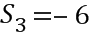 S₃ = – 6